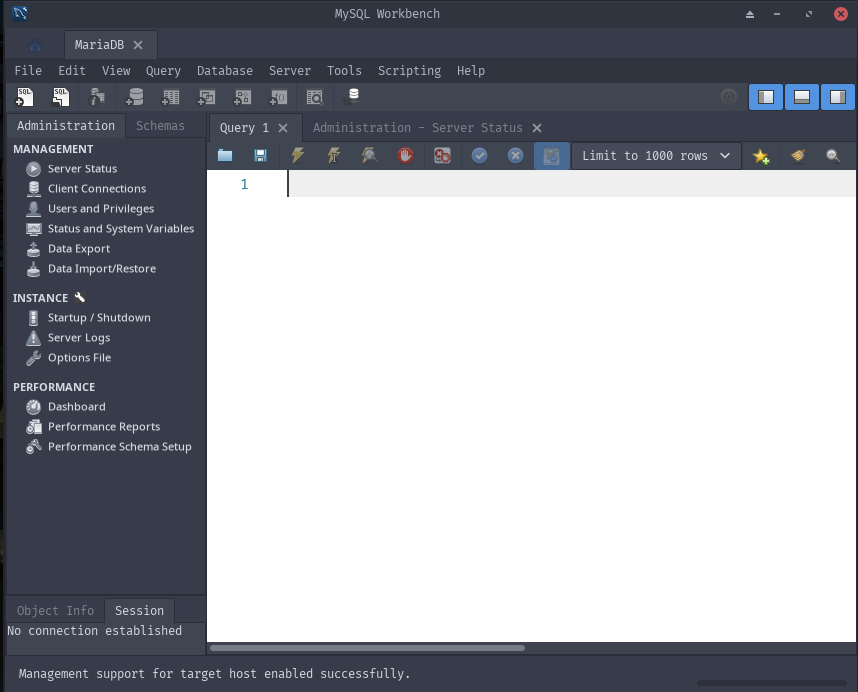 MySQL Workbench
MariaDB
File Edit View Query Database Server Tools Scripting Help
SQL SQL
Administration Schemas
Query 1 Administration - Server Status
Limit to 1000 rows
MANAGEMENT
Server Status
Client Connections
Users and Privileges
Status and System Variables
Data Export
Data Import/Restore
INSTANCE
Startup / Shutdown
Server Logs
Options File
PERFORMANCE
Dashboard
Performance Reports
Performance Schema Setup
1
Object Info Session
No connection established
Management support for target host enabled successfully.